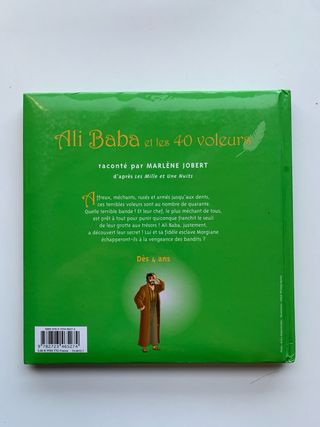 Ali Baba et les 40 voleurs
raconté par MARLÈNE JOBERT
d'après Les Mille et Une Nuits
Affreux, méchants, rusés et armés jusqu'aux dents,
ces terribles voleurs sont au nombre de quarante.
Quelle terrible bande ! Et leur chef, le plus méchant de tous,
est prêt à tout pour punir quiconque franchit le seuil
de leur grotte aux trésors ! Ali Baba, justement,
a découvert leur secret ! Lui et sa fidèle esclave Morgiane
échapperont-ils à la vengeance des bandits ?
Dès 4 ans
9 782723 465274